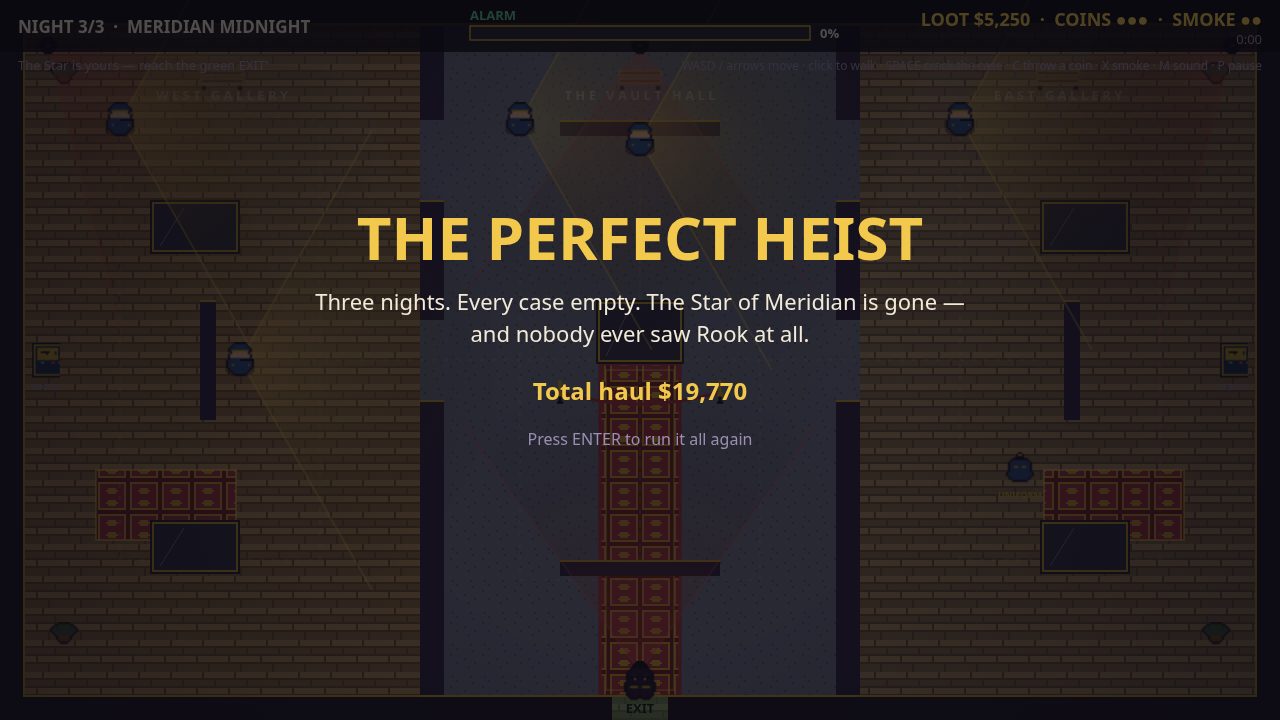 NIGHT 3/3 · MERIDIAN MIDNIGHT
ALARM
0%
LOOT $5,250 · COINS ●●● · SMOKE ●●
0:00
The Star is yours — reach the green EXIT
WASD / arrows move · click to walk · SPACE crack the case · C throw a coin · X smoke · M sound · P pause
WEST GALLERY
THE VAULT HALL
EAST GALLERY
THE PERFECT HEIST
Three nights. Every case empty. The Star of Meridian is gone —
and nobody ever saw Rook at all.
Total haul $19,770
Press ENTER to run it all again
EXIT